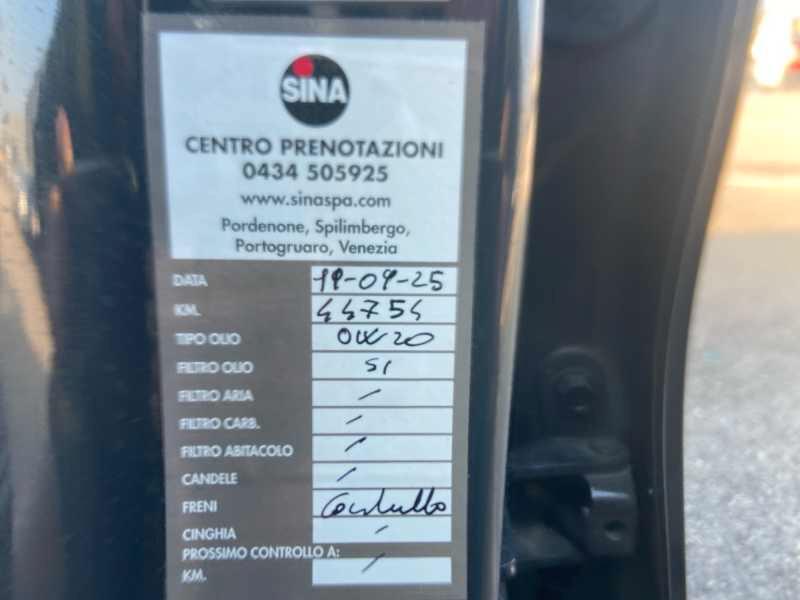 SINA
CENTRO PRENOTAZIONI
0434 505925
www.sinaspa.com
Pordenone, Spilimbergo,
Portogruaro, Venezia
DATA 19-09-25
KM. 44754
TIPO OLIO 0W20
FILTRO OLIO SI
FILTRO ARIA /
FILTRO CARB. /
FILTRO ABITACOLO /
CANDELE /
FRENI Controllo
CINGHIA /
PROSSIMO CONTROLLO A:
KM. /